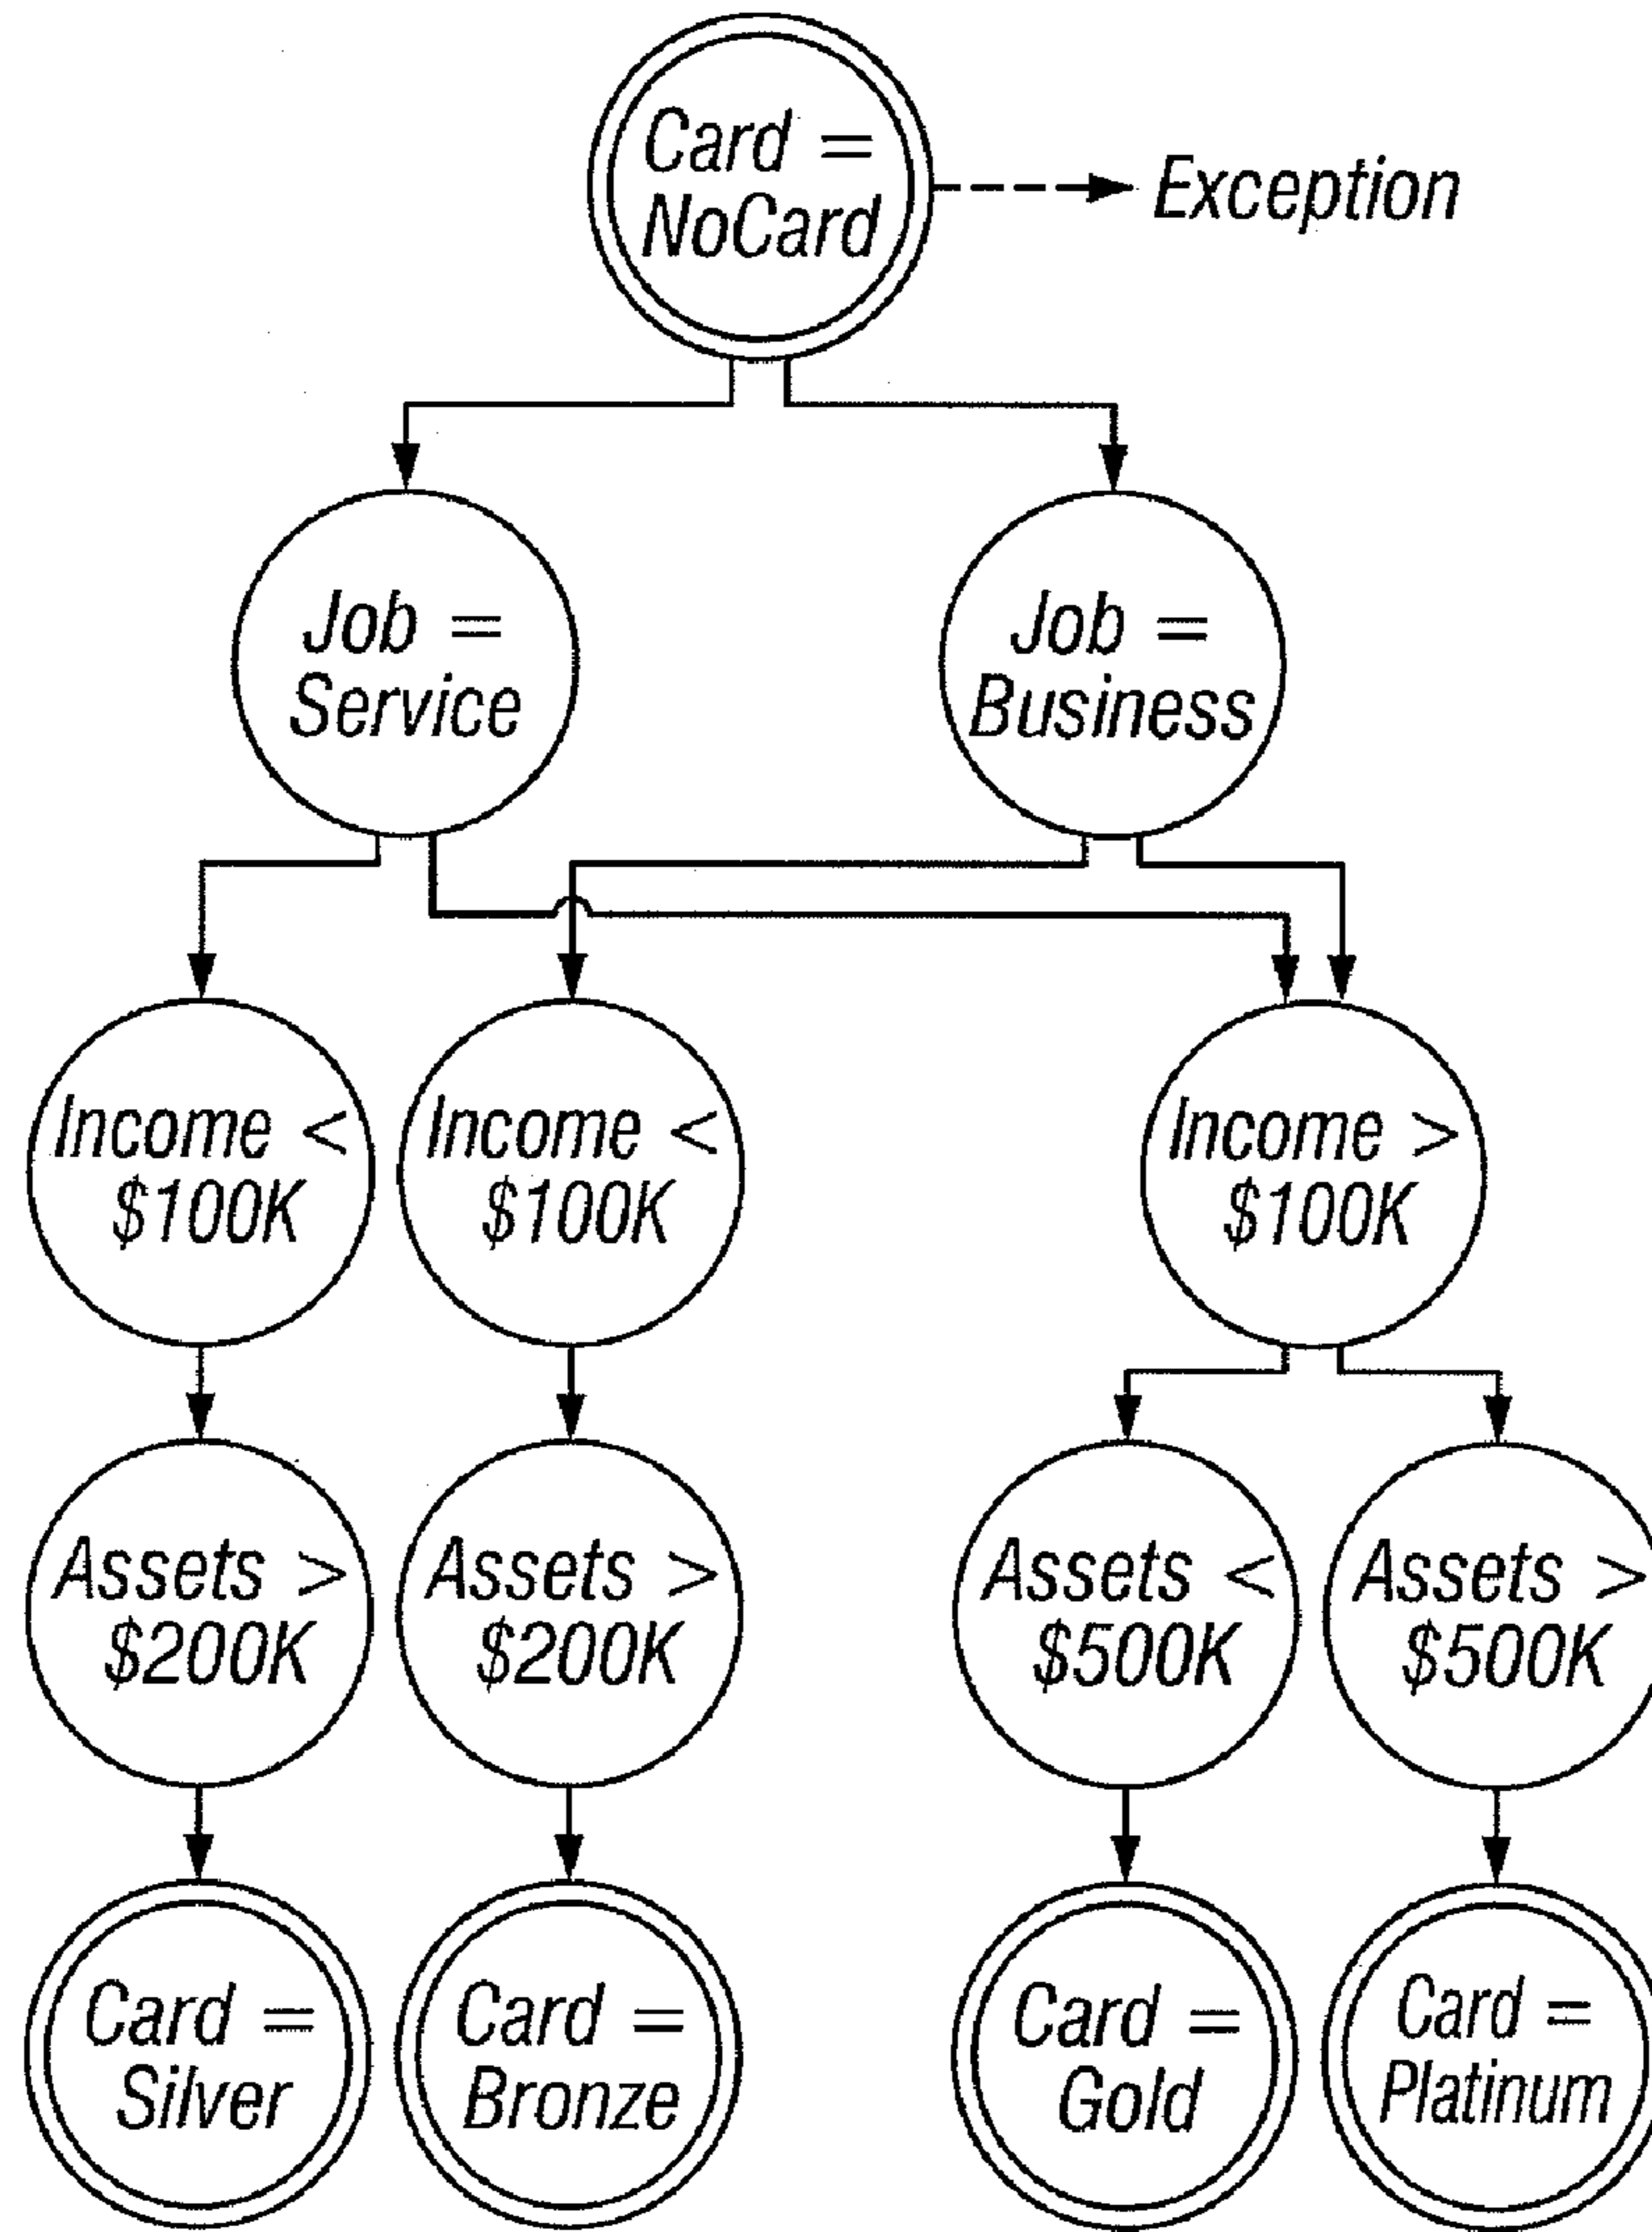 Card =
NoCard
Exception
Job =
Service
Job =
Business
Income <
$100K
Income <
$100K
Income >
$100K
Assets >
$200K
Assets >
$200K
Assets <
$500K
Assets >
$500K
Card =
Silver
Card =
Bronze
Card =
Gold
Card =
Platinum